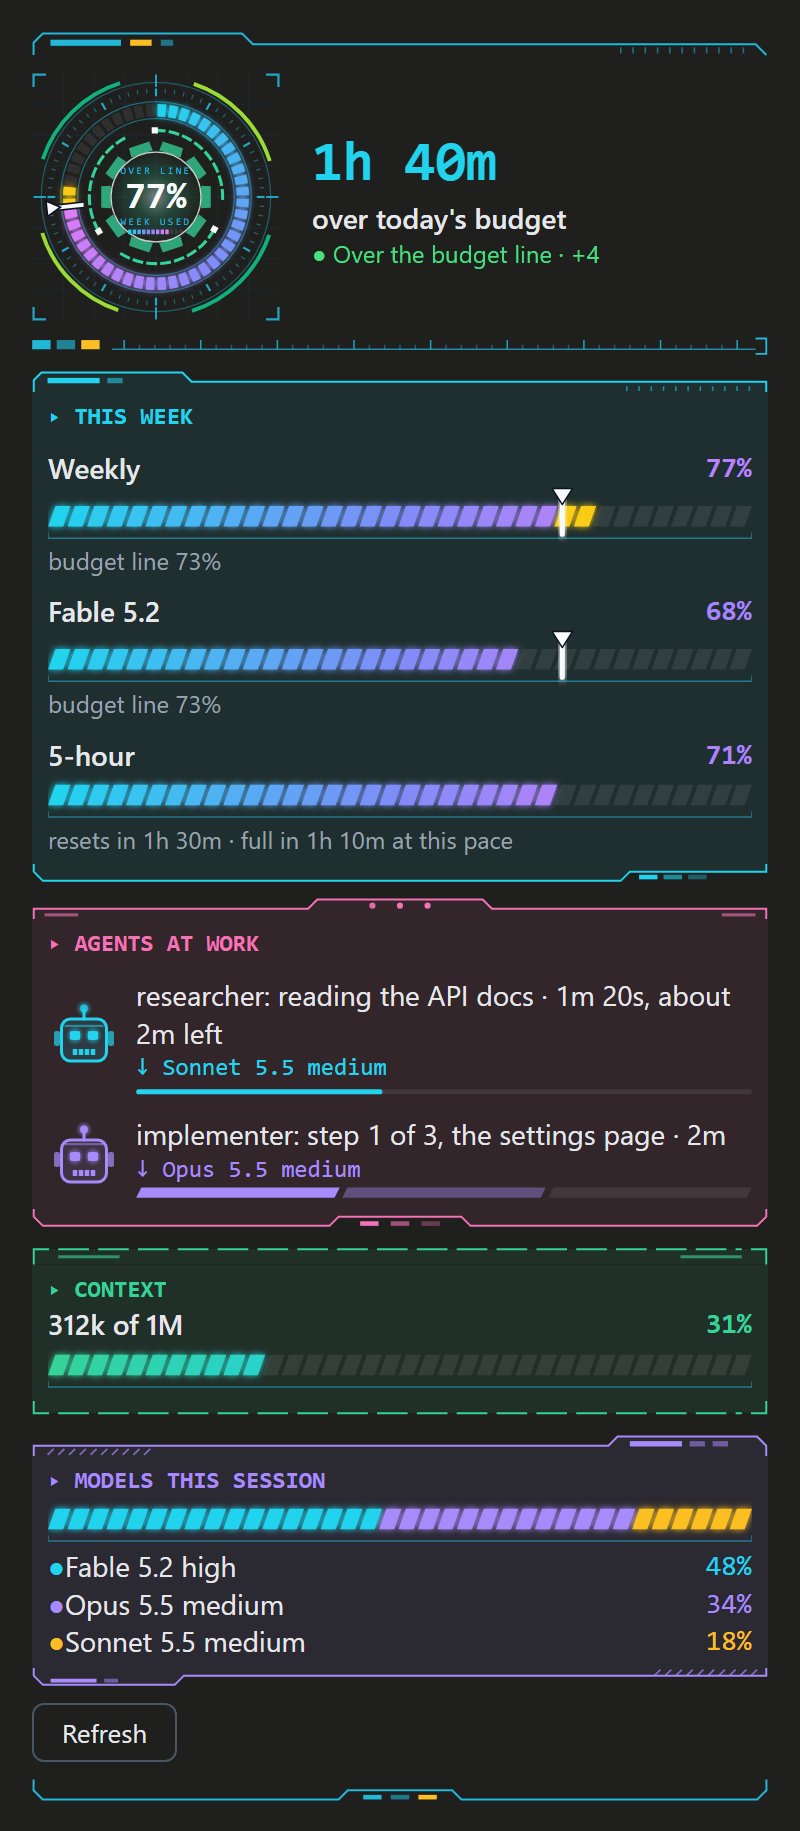 OVER LINE
77%
WEEK USED
1h 40m
over today's budget
● Over the budget line · +4
▸ THIS WEEK
Weekly 77%
budget line 73%
Fable 5.2 68%
budget line 73%
5-hour 71%
resets in 1h 30m · full in 1h 10m at this pace
▸ AGENTS AT WORK
researcher: reading the API docs · 1m 20s, about
2m left
↓ Sonnet 5.5 medium
implementer: step 1 of 3, the settings page · 2m
↓ Opus 5.5 medium
▸ CONTEXT
312k of 1M 31%
▸ MODELS THIS SESSION
●Fable 5.2 high 48%
●Opus 5.5 medium 34%
●Sonnet 5.5 medium 18%
Refresh